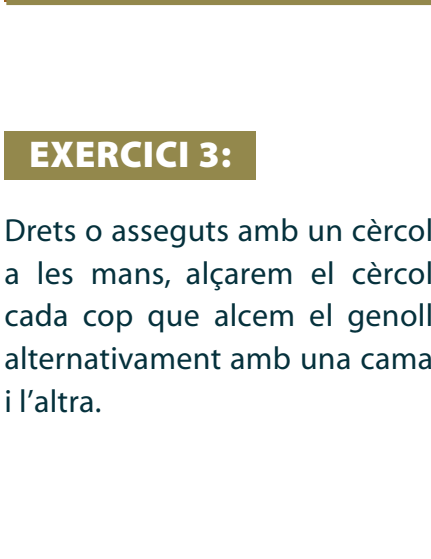 EXERCICI 3:
Drets o asseguts amb un cèrcol
a les mans, alçarem el cèrcol
cada cop que alcem el genoll
alternativament amb una cama
i l’altra.